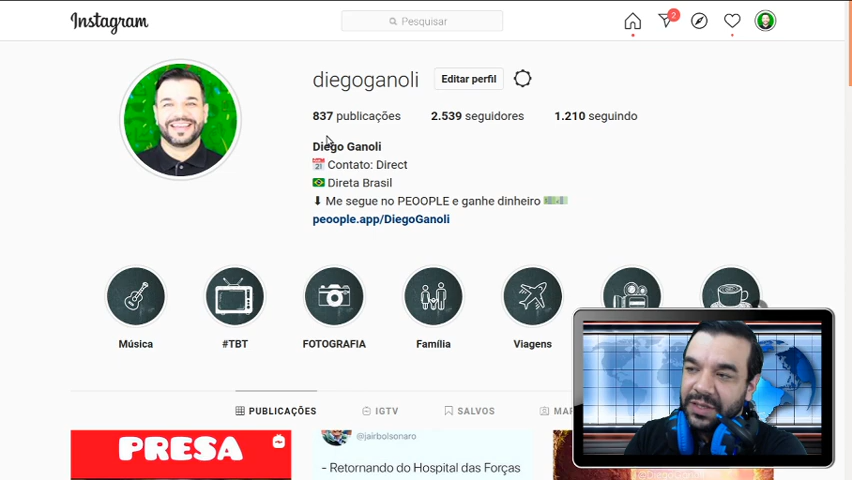 Instagram
Pesquisar
2
diegoganoli
Editar perfil
837 publicações 2.539 seguidores 1.210 seguindo
Diego Ganoli
Contato: Direct
Direta Brasil
Me segue no PEOOPLE e ganhe dinheiro
peoople.app/DiegoGanoli
Música #TBT FOTOGRAFIA Família Viagens
PUBLICAÇÕES IGTV SALVOS MAR
PRESA
@jairbolsonaro
- Retornando do Hospital das Forças